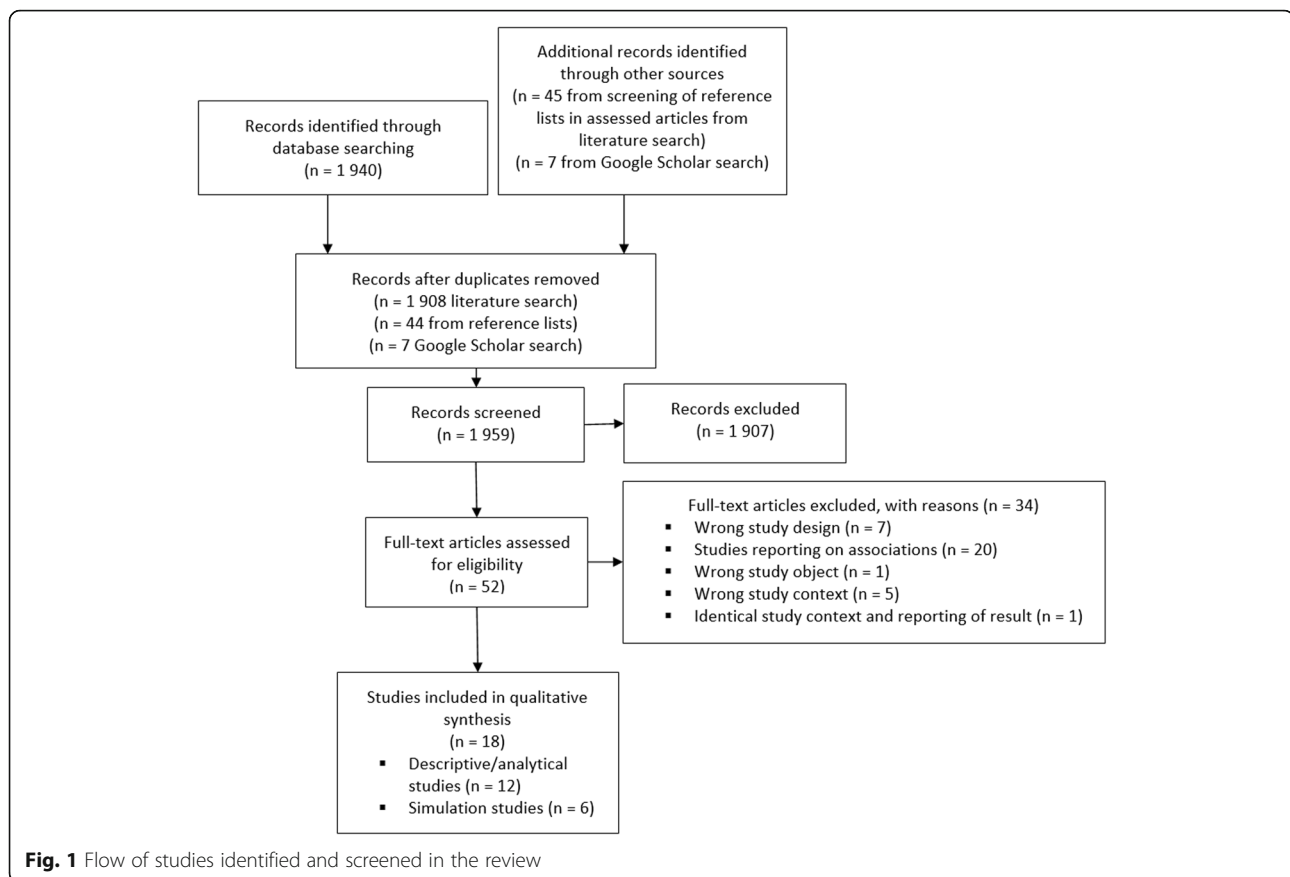 Records identified through
database searching
(n = 1 940)
Additional records identified
through other sources
(n = 45 from screening of reference
lists in assessed articles from
literature search)
(n = 7 from Google Scholar search)
Records after duplicates removed
(n = 1 908 literature search)
(n = 44 from reference lists)
(n = 7 Google Scholar search)
Records screened
(n = 1 959)
Records excluded
(n = 1 907)
Full-text articles assessed
for eligibility
(n = 52)
Full-text articles excluded, with reasons (n = 34)
▪ Wrong study design (n = 7)
▪ Studies reporting on associations (n = 20)
▪ Wrong study object (n = 1)
▪ Wrong study context (n = 5)
▪ Identical study context and reporting of result (n = 1)
Studies included in qualitative
synthesis
(n = 18)
▪ Descriptive/analytical
studies (n = 12)
▪ Simulation studies (n = 6)
Fig. 1 Flow of studies identified and screened in the review